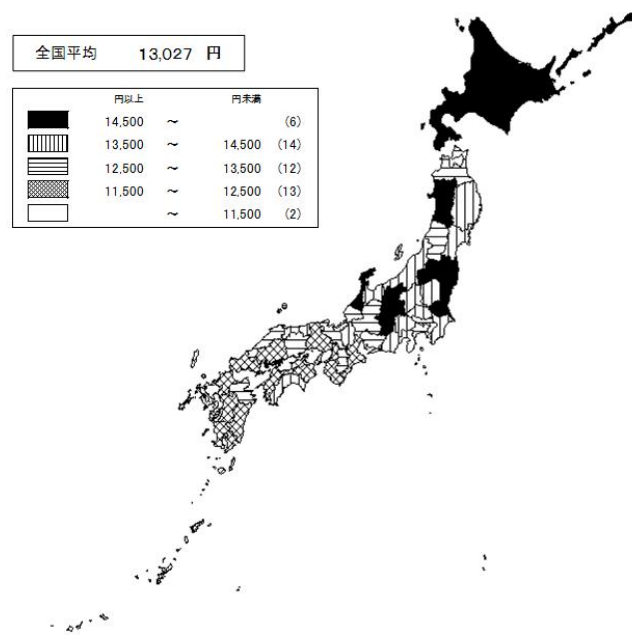 全国平均 13,027 円
円以上 円未満
14,500 ～ (6)
13,500 ～ 14,500 (14)
12,500 ～ 13,500 (12)
11,500 ～ 12,500 (13)
～ 11,500 (2)